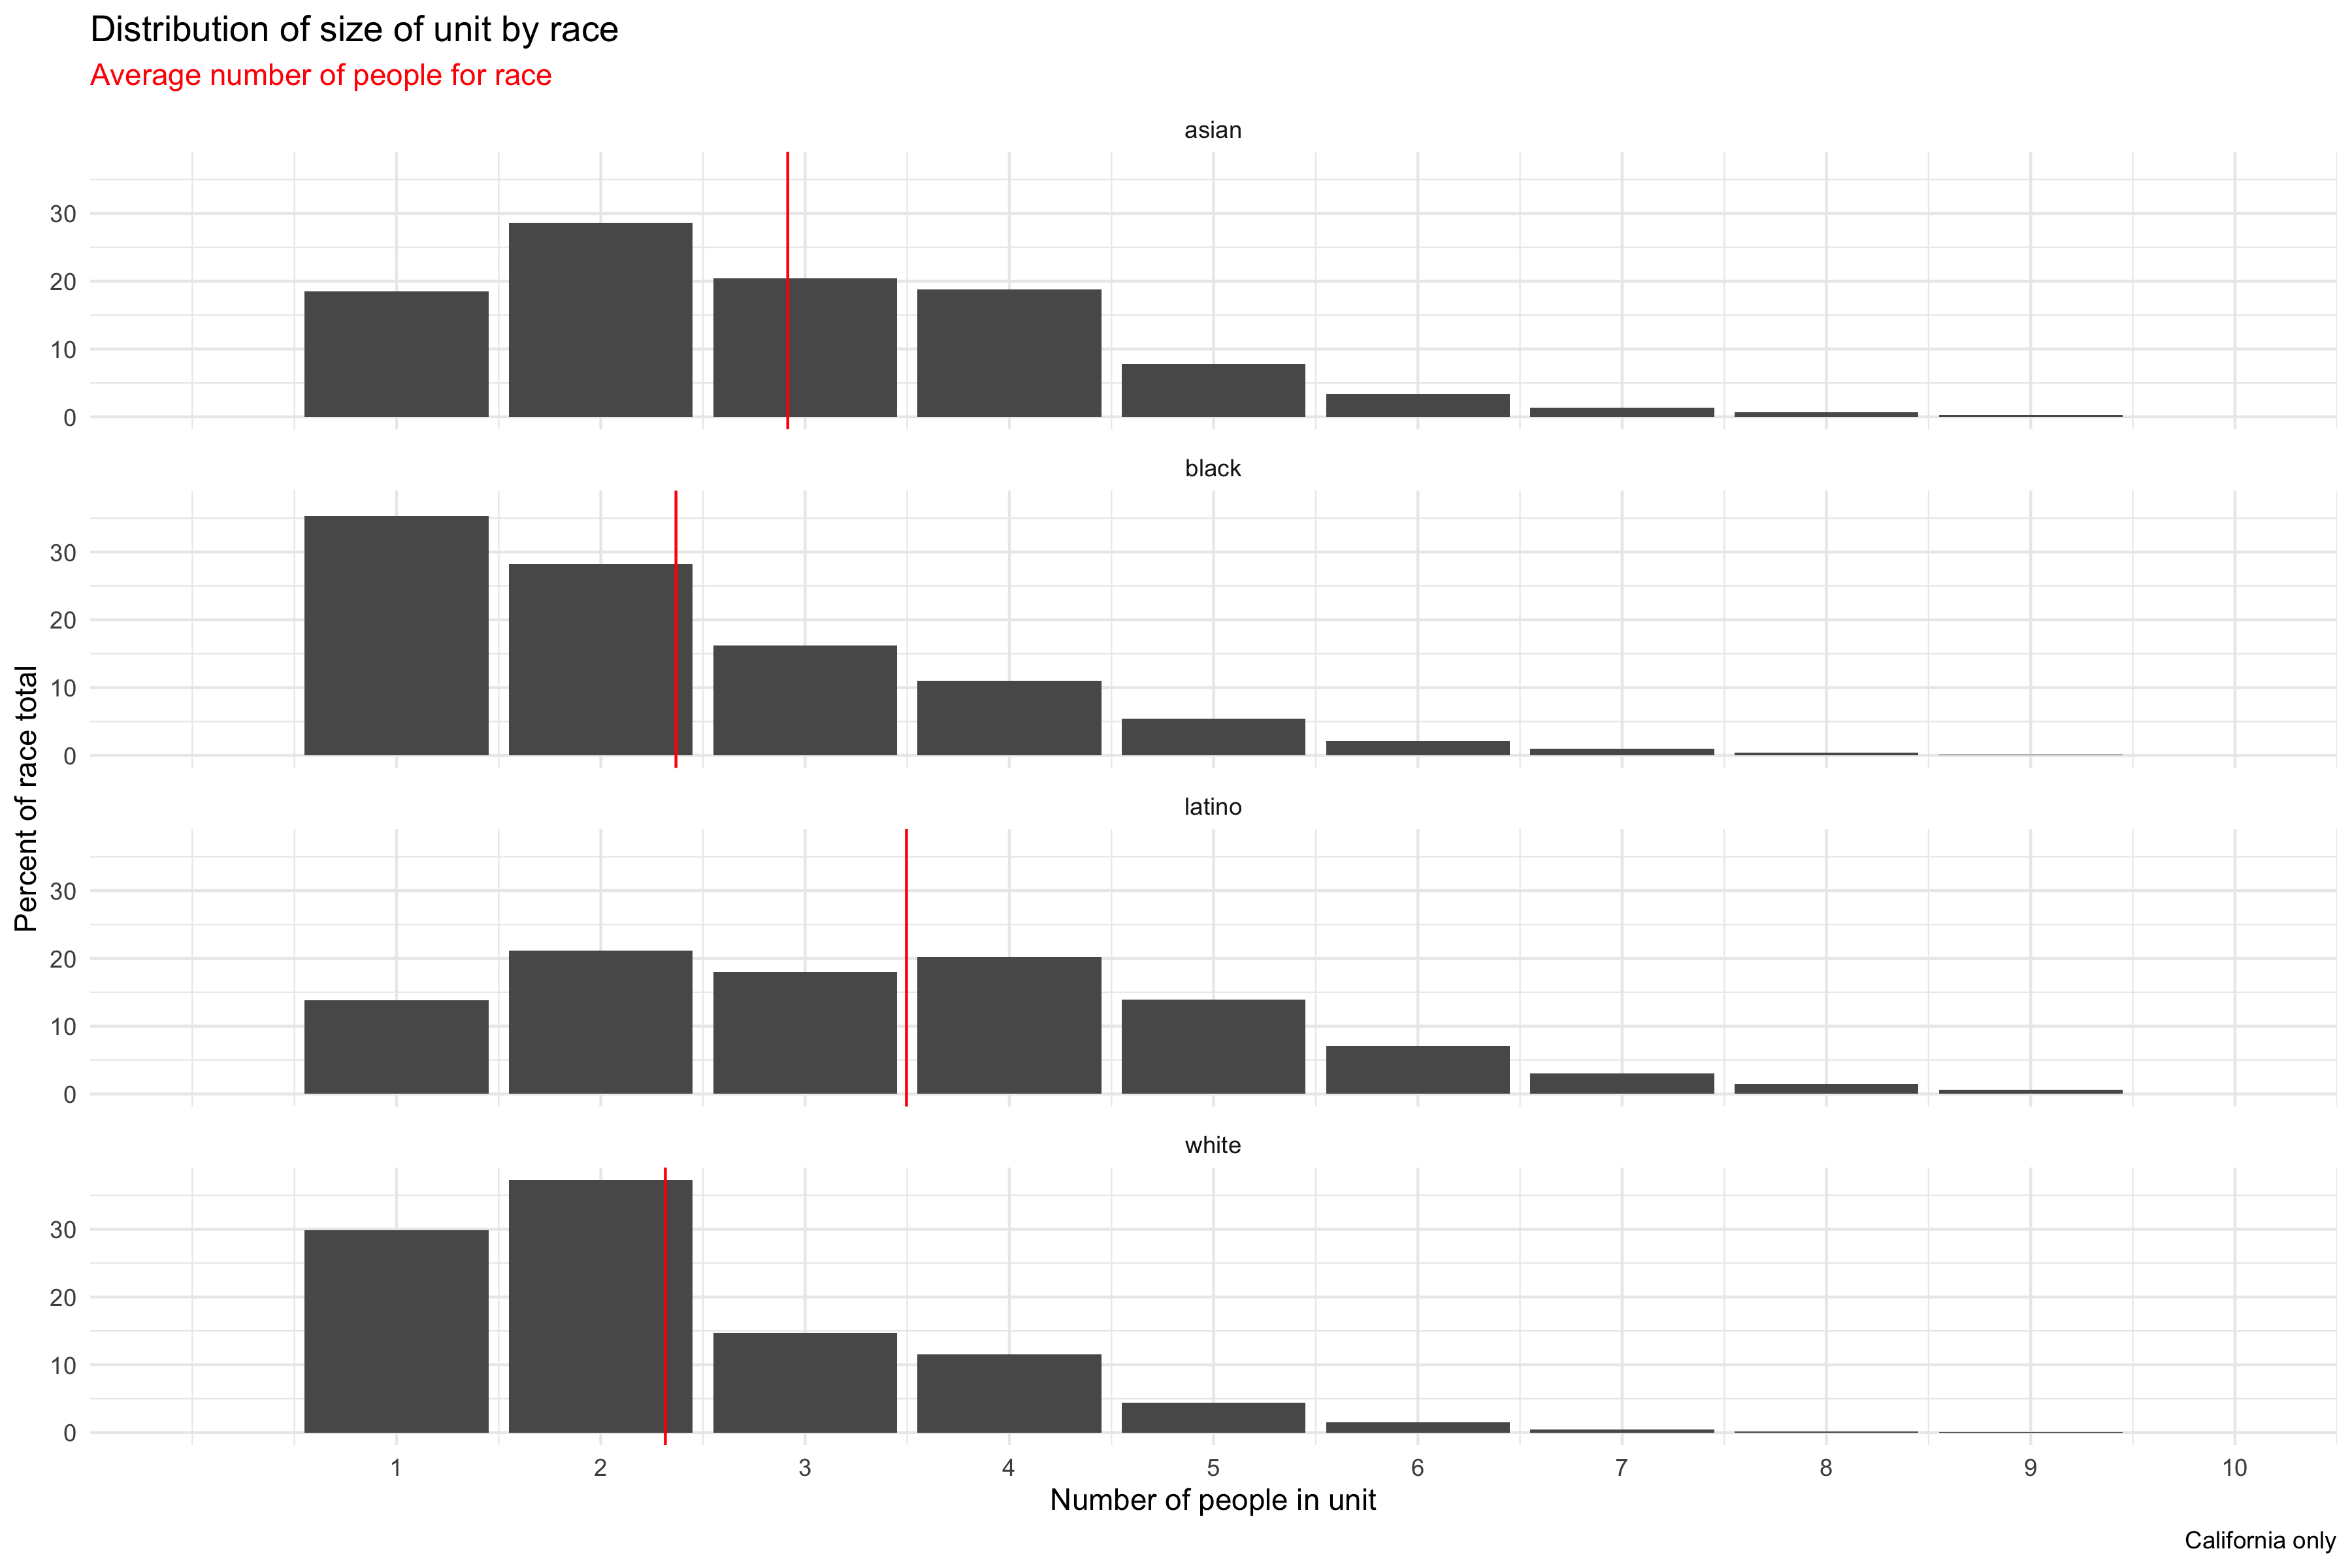 Distribution of size of unit by race
Average number of people for race
asian
30
20
10
0
black
30
20
10
0
Percent of race total
latino
30
20
10
0
white
30
20
10
0
1 2 3 4 5 6 7 8 9 10
Number of people in unit
California only